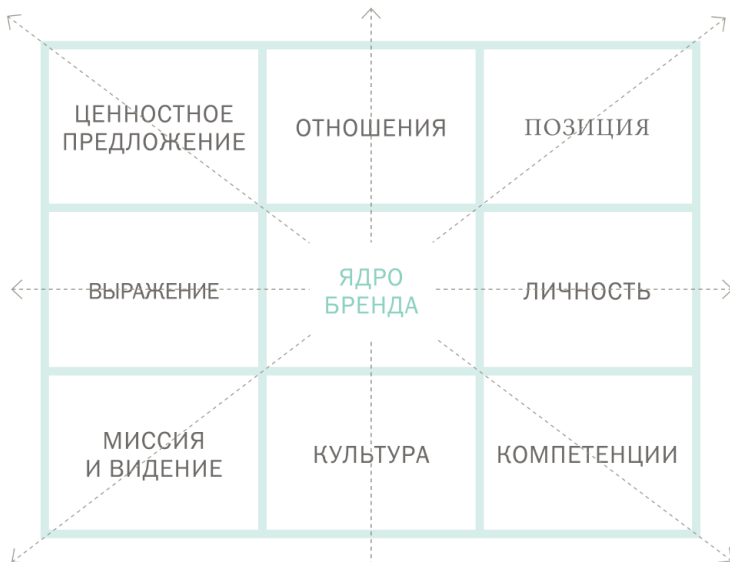 ЦЕННОСТНОЕ
ПРЕДЛОЖЕНИЕ
ОТНОШЕНИЯ
ПОЗИЦИЯ
ВЫРАЖЕНИЕ
ЯДРО
БРЕНДА
ЛИЧНОСТЬ
МИССИЯ
И ВИДЕНИЕ
КУЛЬТУРА
КОМПЕТЕНЦИИ